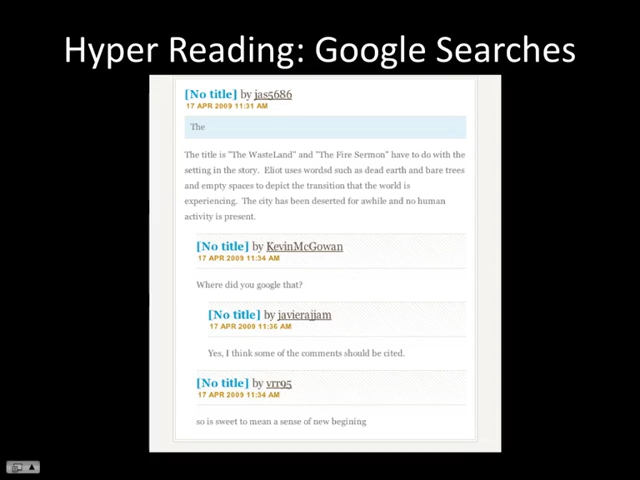 Hyper Reading: Google Searches
[No title] by jas5686
17 APR 2009 11:31 AM
The
The title is "The WasteLand" and "The Fire Sermon" have to do with the
setting in the story. Eliot uses wordsd such as dead earth and bare trees
and empty spaces to depict the transition that the world is
experiencing. The city has been deserted for awhile and no human
activity is present.
[No title] by KevinMcGowan
17 APR 2009 11:34 AM
Where did you google that?
[No title] by javierajjam
17 APR 2009 11:36 AM
Yes, I think some of the comments should be cited.
[No title] by vrr95
17 APR 2009 11:34 AM
so is sweet to mean a sense of new begining